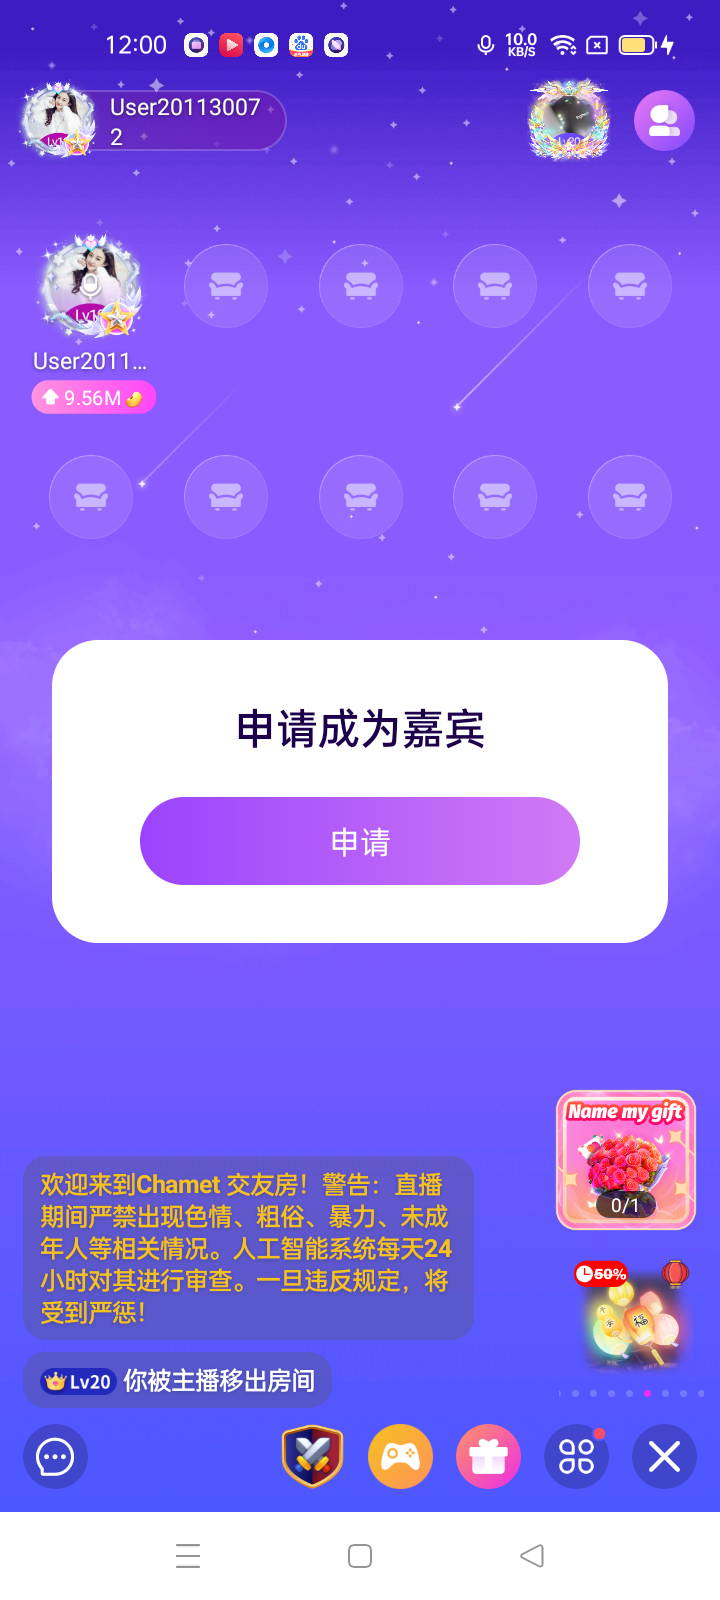 12:00
10.0
KB/S
User20113007
2
Lv20
User2011...
9.56M
申请成为嘉宾
申请
Name my gift
0/1
欢迎来到Chamet 交友房！警告：直播
期间严禁出现色情、粗俗、暴力、未成
年人等相关情况。人工智能系统每天24
小时对其进行审查。一旦违反规定，将
受到严惩！
50%
福
Lv20 你被主播移出房间